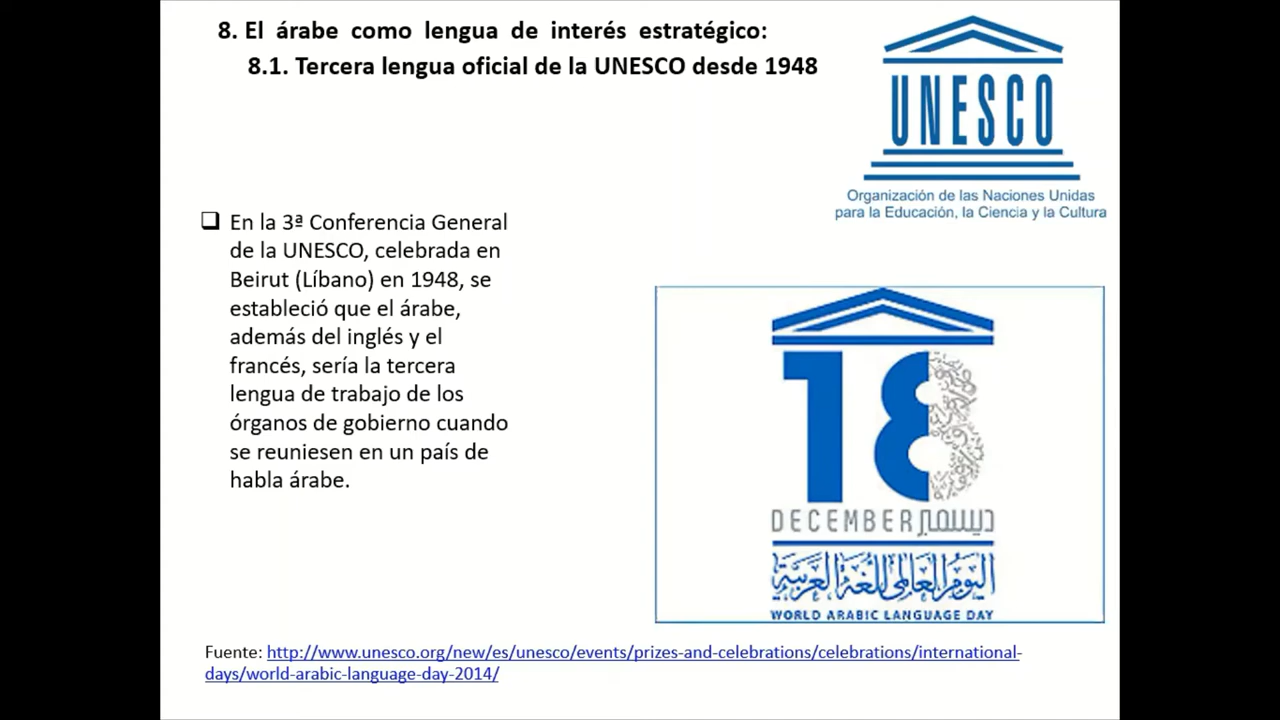 8. El árabe como lengua de interés estratégico:
8.1. Tercera lengua oficial de la UNESCO desde 1948
UNESCO
Organización de las Naciones Unidas
para la Educación, la Ciencia y la Cultura
❑ En la 3ª Conferencia General
de la UNESCO, celebrada en
Beirut (Líbano) en 1948, se
estableció que el árabe,
además del inglés y el
francés, sería la tercera
lengua de trabajo de los
órganos de gobierno cuando
se reuniesen en un país de
habla árabe.
18
DECEMBER ديسمبر
اليوم العالمي للغة العربية
WORLD ARABIC LANGUAGE DAY
Fuente: http://www.unesco.org/new/es/unesco/events/prizes-and-celebrations/celebrations/international-
days/world-arabic-language-day-2014/